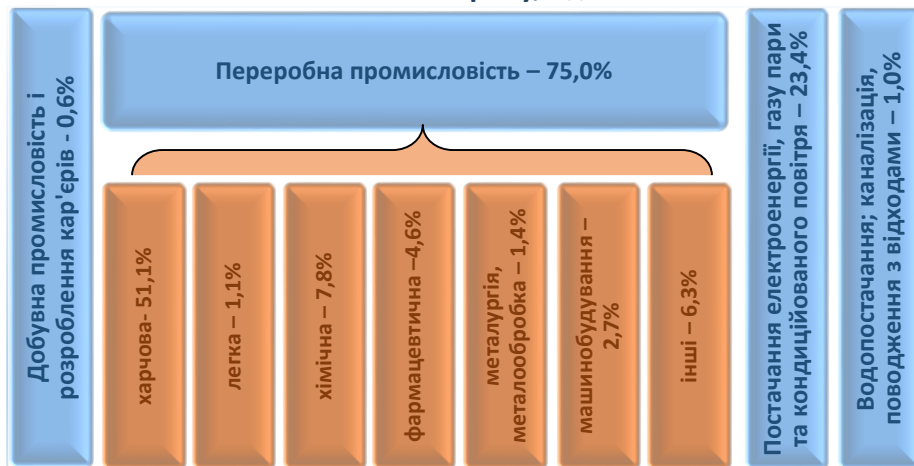 Добувна промисловість і
розроблення кар'єрів - 0,6%
Переробна промисловість – 75,0%
харчова- 51,1%
легка – 1,1%
хімічна – 7,8%
фармацевтична –4,6%
металургія,
металообробка – 1,4%
машинобудування –
2,7%
інші – 6,3%
Постачання електроенергії, газу пари
та кондиційованого повітря – 23,4%
Водопостачання; каналізація,
поводження з відходами – 1,0%